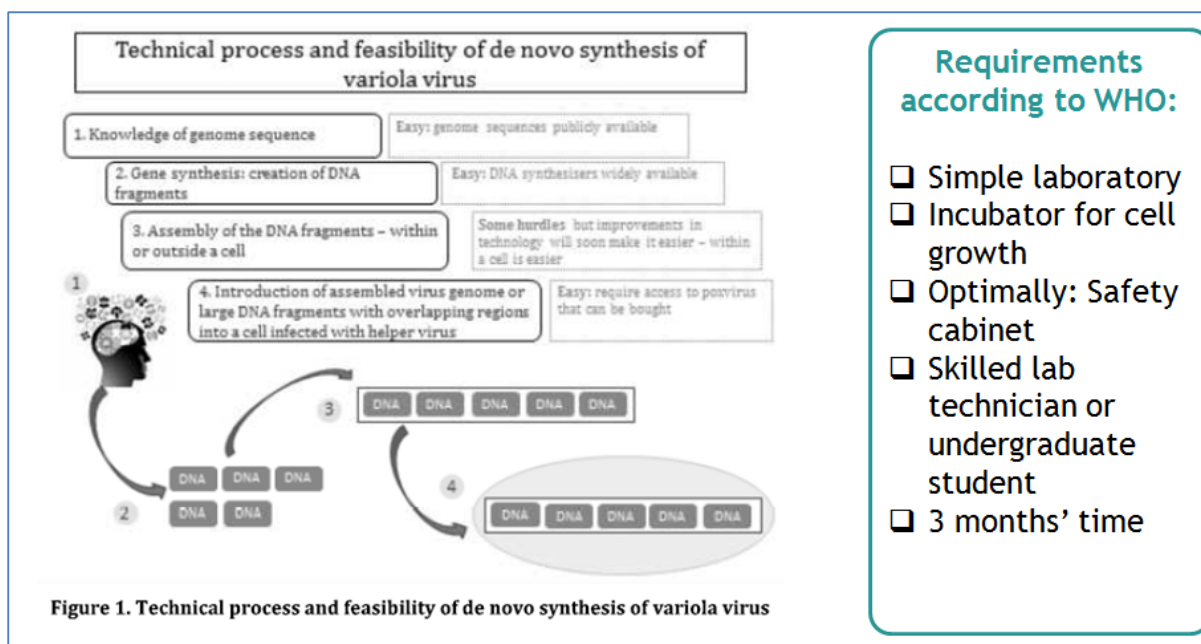 Technical process and feasibility of de novo synthesis of
variola virus
1. Knowledge of genome sequence
Easy: genome sequences publicly available
2. Gene synthesis: creation of DNA
fragments
Easy: DNA synthesisers widely available
3. Assembly of the DNA fragments – within
or outside a cell
Some hurdles but improvements in
technology will soon make it easier – within
a cell is easier
4. Introduction of assembled virus genome or
large DNA fragments with overlapping regions
into a cell infected with helper virus
Easy: require access to poxvirus
that can be bought
1
3
DNA DNA DNA DNA DNA
2
DNA DNA DNA
DNA DNA
4
DNA DNA DNA DNA DNA
Figure 1. Technical process and feasibility of de novo synthesis of variola virus
Requirements
according to WHO:
Simple laboratory
Incubator for cell
growth
Optimally: Safety
cabinet
Skilled lab
technician or
undergraduate
student
3 months’ time